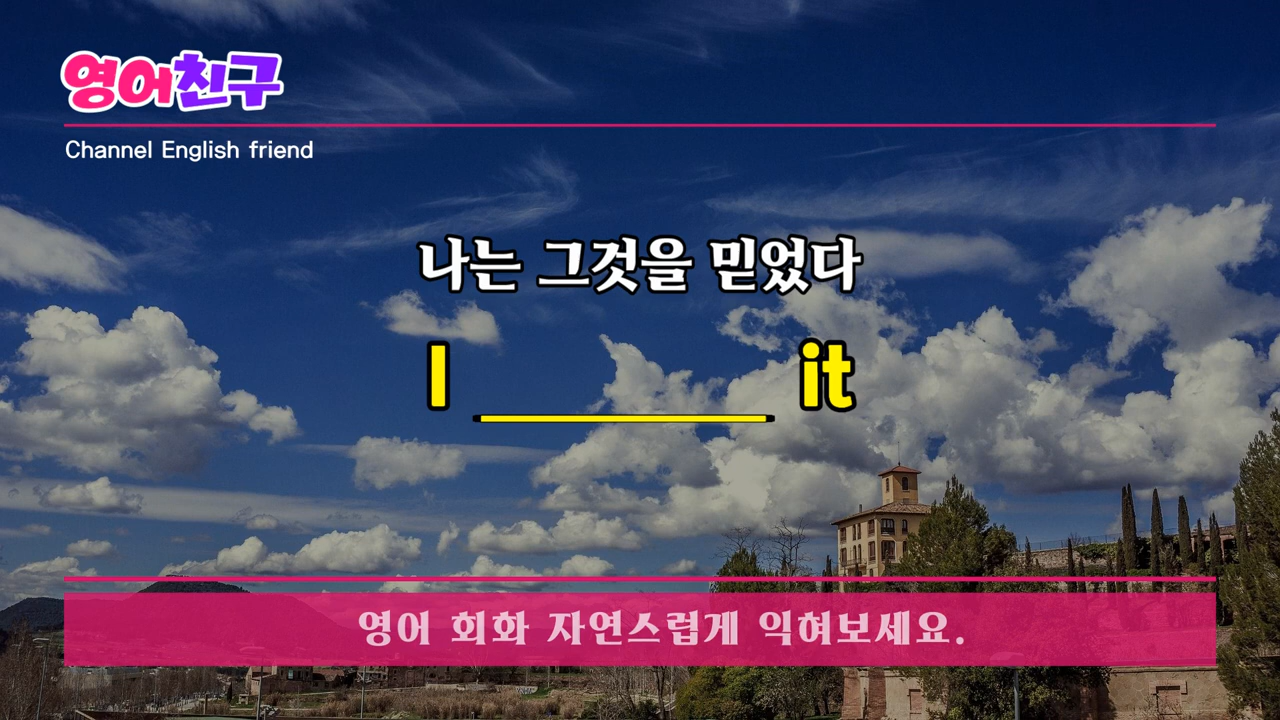 영어친구
Channel English friend
나는 그것을 믿었다
I ________ it
영어 회화 자연스럽게 익혀보세요.